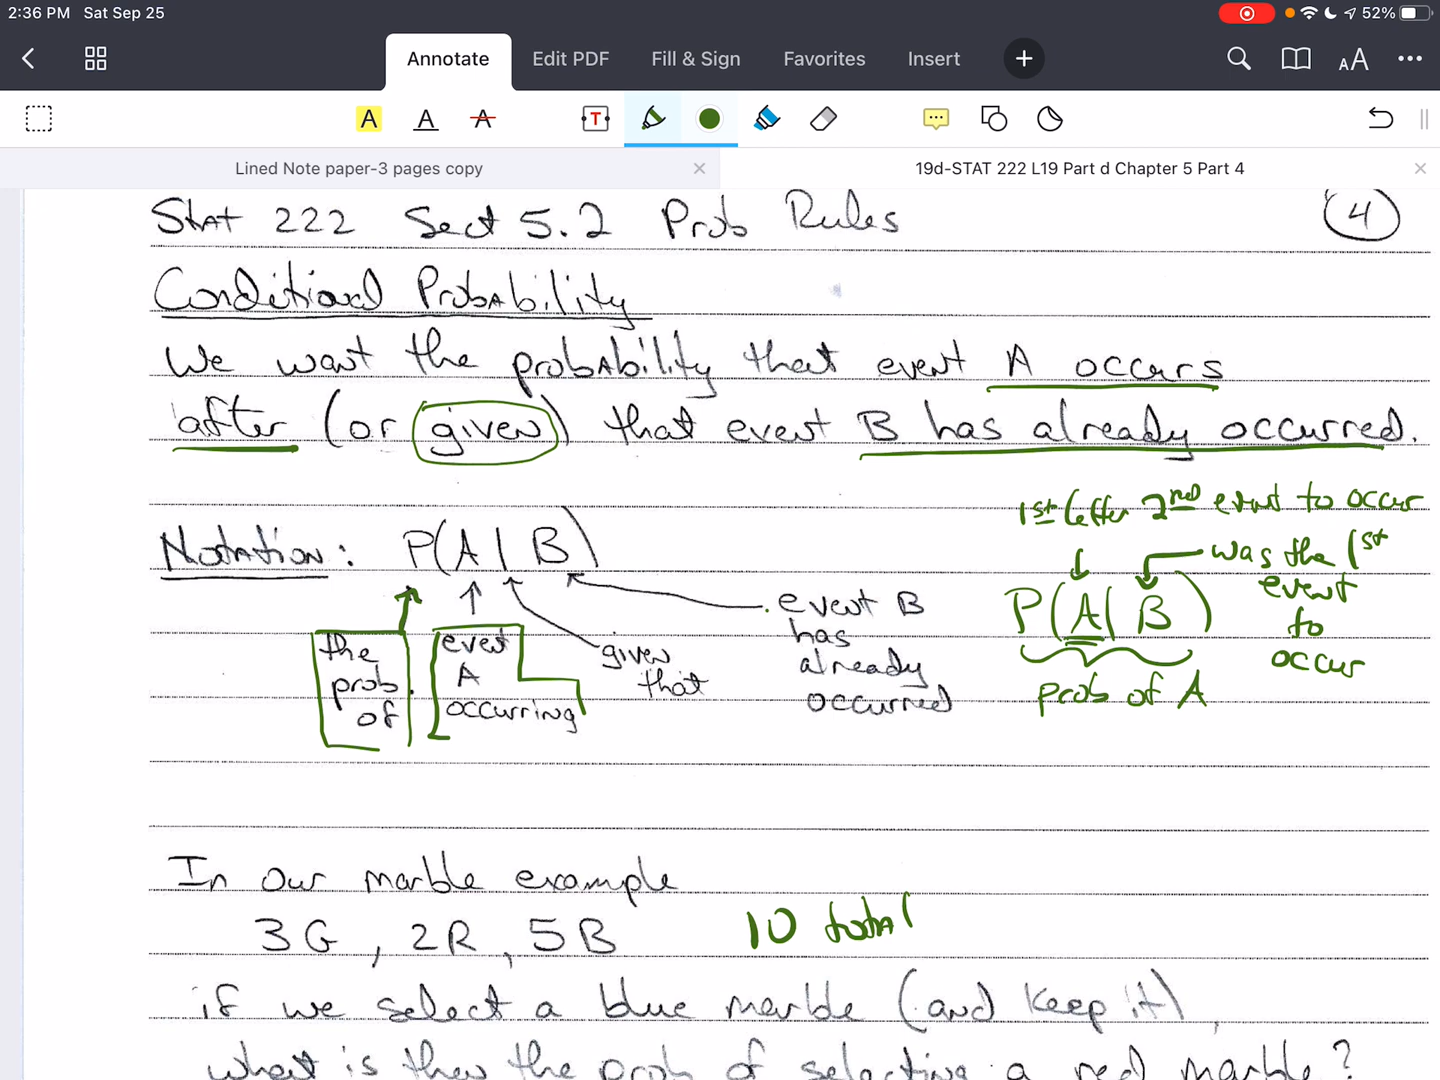 2:36 PM Sat Sep 25
52%
Annotate
Edit PDF
Fill & Sign
Favorites
Insert
Lined Note paper-3 pages copy
19d-STAT 222 L19 Part d Chapter 5 Part 4
Stat 222 Sect 5.2 Prob Rules
4
Conditional Probability
We want the probability that event A occurs
after (or given) that event B has already occurred.
1st letter 2nd event to occur
Notation: P(A | B)
was the 1st
event
to
occur
P(A | B)
prob of A
the
prob.
of
event
A
occurring
given
that
event B
has
already
occurred
In our marble example
3G, 2R, 5B 10 total
if we select a blue marble (and keep it),
what is then the prob of selecting a red marble?